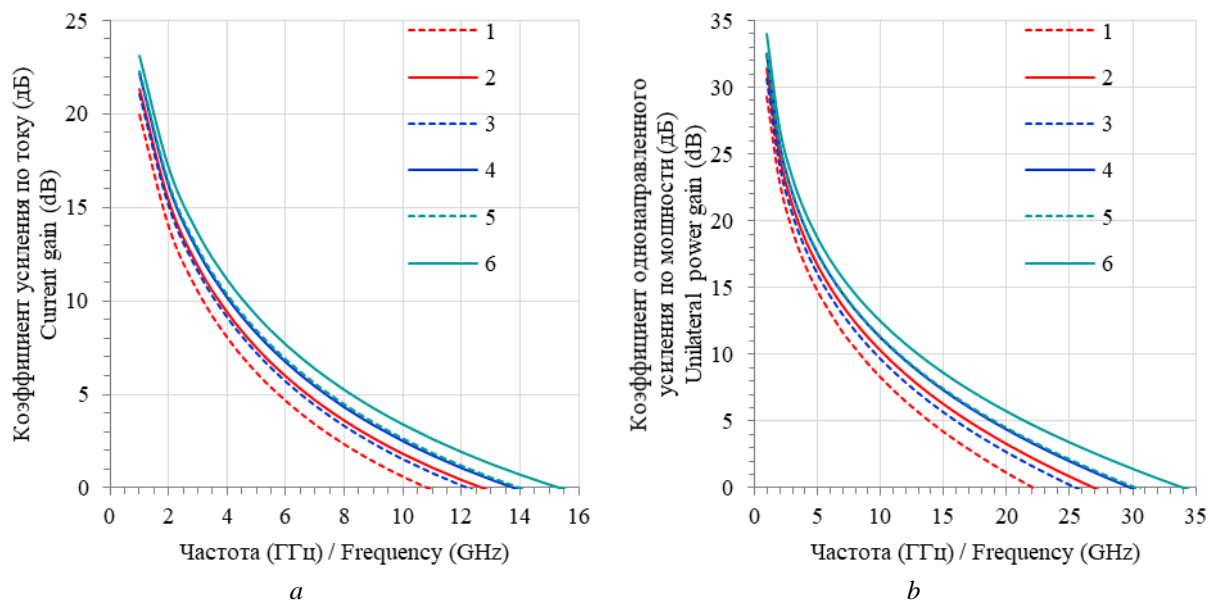 Коэффициент усиления по току (дБ)
Current gain (dB)
25
20
15
10
5
0
0 2 4 6 8 10 12 14 16
Частота (ГГц) / Frequency (GHz)
1
2
3
4
5
6
a
Коэффициент однонаправленного
усиления по мощности (дБ)
Unilateral power gain (dB)
35
30
25
20
15
10
5
0
0 5 10 15 20 25 30 35
Частота (ГГц) / Frequency (GHz)
1
2
3
4
5
6
b